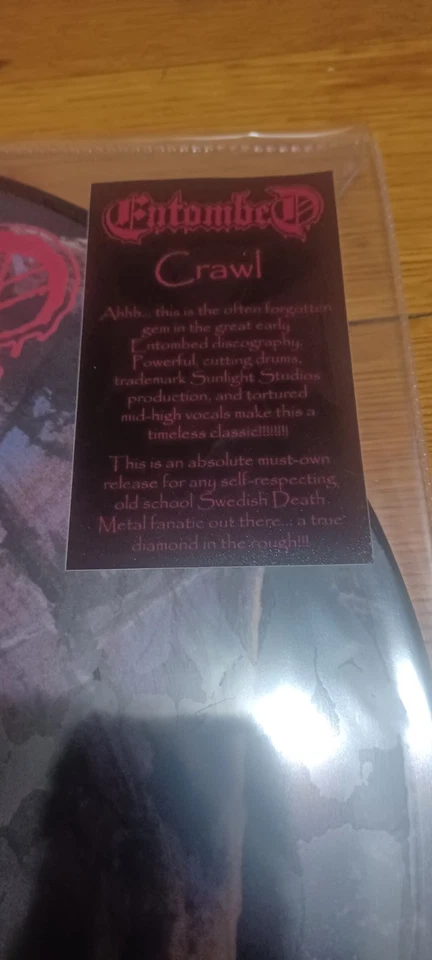 Entombed
Crawl
Ahhh... this is the often forgotten
gem in the great early
Entombed discography.
Powerful, cutting drums,
trademark Sunlight Studios
production, and tortured
mid-high vocals make this a
timeless classic!!!!!!!!
This is an absolute must-own
release for any self-respecting,
old school Swedish Death
Metal fanatic out there... a true
diamond in the rough!!!